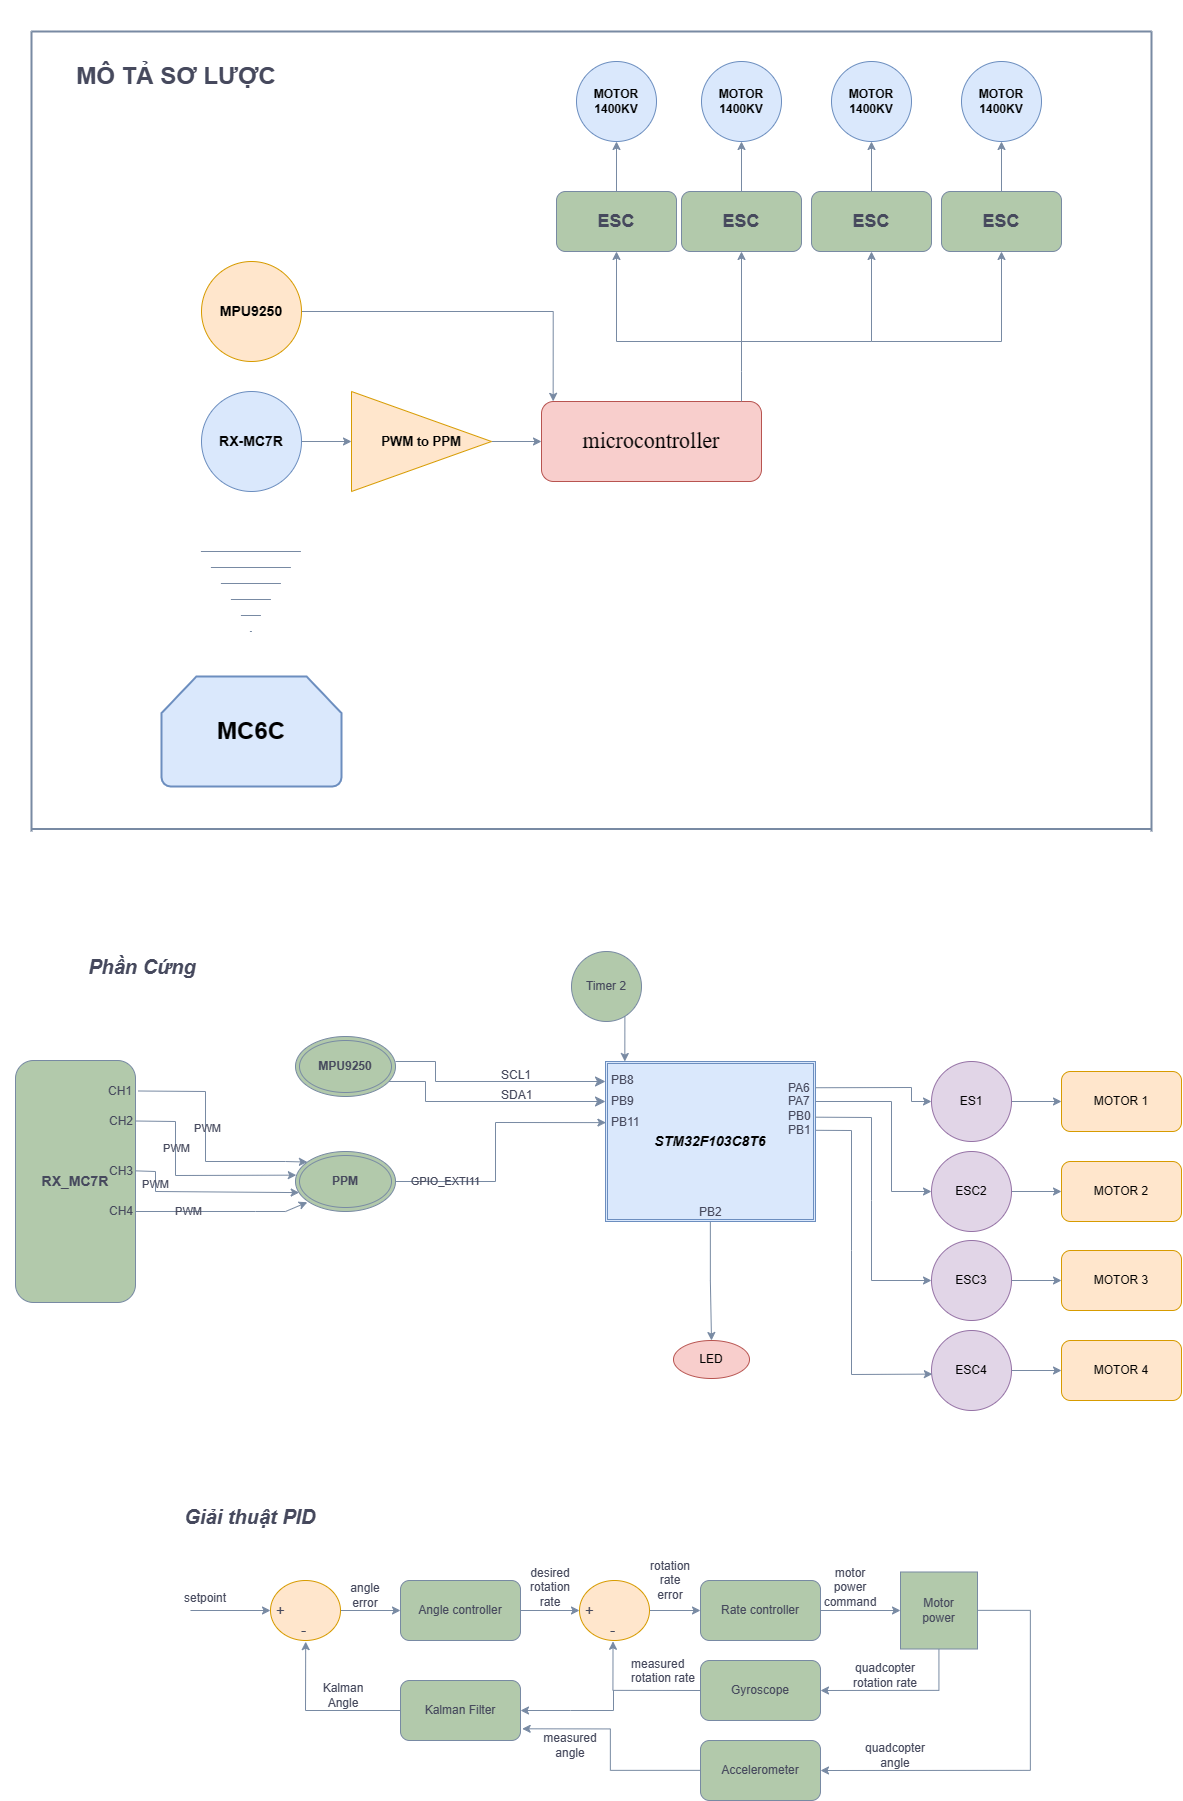 MÔ TẢ SƠ LƯỢC
MOTOR
1400KV
MOTOR
1400KV
MOTOR
1400KV
MOTOR
1400KV
ESC
ESC
ESC
ESC
MPU9250
RX-MC7R
PWM to PPM
microcontroller
MC6C
Phần Cứng
Timer 2
RX_MC7R
CH1
CH2
CH3
CH4
PWM
PWM
PWM
PWM
MPU9250
PPM
SCL1
SDA1
GPIO_EXTI11
PB8
PB9
PB11
STM32F103C8T6
PA6
PA7
PB0
PB1
PB2
LED
ES1
MOTOR 1
ESC2
MOTOR 2
ESC3
MOTOR 3
ESC4
MOTOR 4
Giải thuật PID
setpoint
+
-
angle
error
Angle controller
desired
rotation
rate
+
-
rotation
rate
error
Rate controller
motor
power
command
Motor
power
Kalman
Angle
Kalman Filter
measured
rotation rate
Gyroscope
quadcopter
rotation rate
measured
angle
Accelerometer
quadcopter
angle